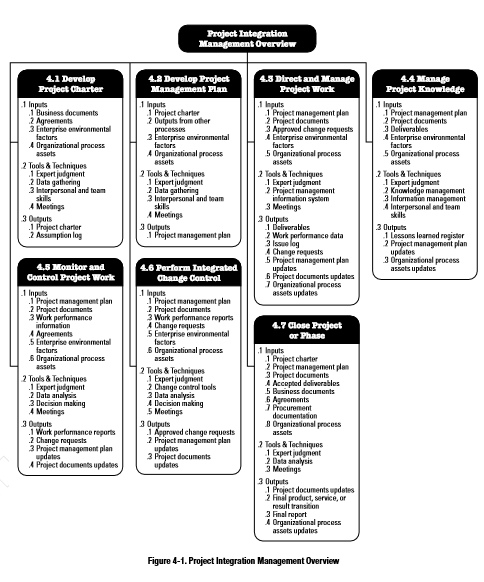 Project Integration
Management Overview
4.1 Develop
Project Charter
.1 Inputs
.1 Business documents
.2 Agreements
.3 Enterprise environmental
factors
.4 Organizational process
assets
.2 Tools & Techniques
.1 Expert judgment
.2 Data gathering
.3 Interpersonal and team
skills
.4 Meetings
.3 Outputs
.1 Project charter
.2 Assumption log
4.2 Develop Project
Management Plan
.1 Inputs
.1 Project charter
.2 Outputs from other
processes
.3 Enterprise environmental
factors
.4 Organizational process
assets
.2 Tools & Techniques
.1 Expert judgment
.2 Data gathering
.3 Interpersonal and team
skills
.4 Meetings
.3 Outputs
.1 Project management plan
4.3 Direct and Manage
Project Work
.1 Inputs
.1 Project management plan
.2 Project documents
.3 Approved change requests
.4 Enterprise environmental
factors
.5 Organizational process
assets
.2 Tools & Techniques
.1 Expert judgment
.2 Project management
information system
.3 Meetings
.3 Outputs
.1 Deliverables
.2 Work performance data
.3 Issue log
.4 Change requests
.5 Project management plan
updates
.6 Project documents updates
.7 Organizational process
assets updates
4.4 Manage
Project Knowledge
.1 Inputs
.1 Project management plan
.2 Project documents
.3 Deliverables
.4 Enterprise environmental
factors
.5 Organizational process
assets
.2 Tools & Techniques
.1 Expert judgment
.2 Knowledge management
.3 Information management
.4 Interpersonal and team
skills
.3 Outputs
.1 Lessons learned register
.2 Project management plan
updates
.3 Organizational process
assets updates
4.5 Monitor and
Control Project Work
.1 Inputs
.1 Project management plan
.2 Project documents
.3 Work performance
information
.4 Agreements
.5 Enterprise environmental
factors
.6 Organizational process
assets
.2 Tools & Techniques
.1 Expert judgment
.2 Data analysis
.3 Decision making
.4 Meetings
.3 Outputs
.1 Work performance reports
.2 Change requests
.3 Project management plan
updates
.4 Project documents updates
4.6 Perform Integrated
Change Control
.1 Inputs
.1 Project management plan
.2 Project documents
.3 Work performance reports
.4 Change requests
.5 Enterprise environmental
factors
.6 Organizational process
assets
.2 Tools & Techniques
.1 Expert judgment
.2 Change control tools
.3 Data analysis
.4 Decision making
.5 Meetings
.3 Outputs
.1 Approved change requests
.2 Project management plan
updates
.3 Project documents
updates
4.7 Close Project
or Phase
.1 Inputs
.1 Project charter
.2 Project management plan
.3 Project documents
.4 Accepted deliverables
.5 Business documents
.6 Agreements
.7 Procurement
documentation
.8 Organizational process
assets
.2 Tools & Techniques
.1 Expert judgment
.2 Data analysis
.3 Meetings
.3 Outputs
.1 Project documents updates
.2 Final product, service, or
result transition
.3 Final report
.4 Organizational process
assets updates
Figure 4-1. Project Integration Management Overview